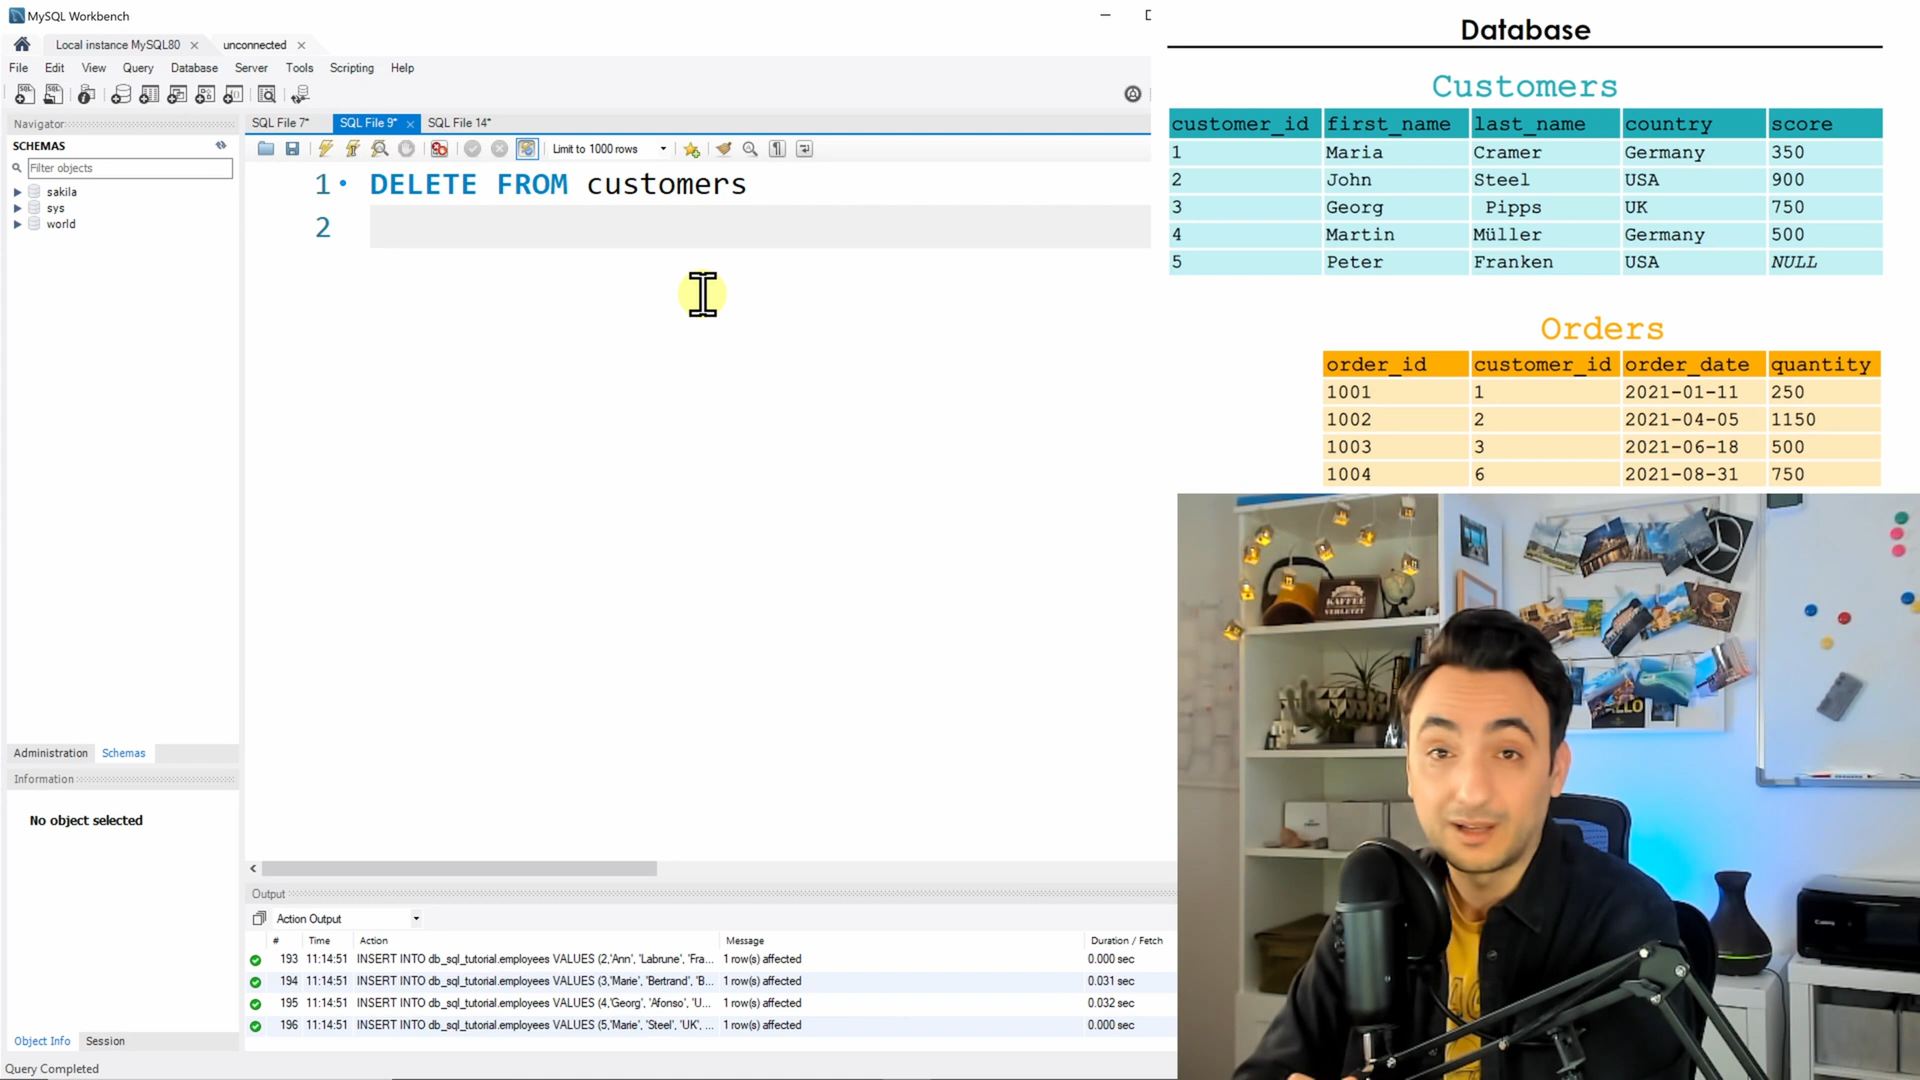 MySQL Workbench
Local instance MySQL80
unconnected
File Edit View Query Database Server Tools Scripting Help
Navigator
SCHEMAS
Filter objects
sakila
sys
world
Administration Schemas
Information
No object selected
Object Info Session
Query Completed
SQL File 7* SQL File 9* SQL File 14*
Limit to 1000 rows
1 DELETE FROM customers
2
Output
Action Output
# Time Action Message Duration / Fetch
193 11:14:51 INSERT INTO db_sql_tutorial.employees VALUES (2,'Ann', 'Labrune', 'Fra... 1 row(s) affected 0.000 sec
194 11:14:51 INSERT INTO db_sql_tutorial.employees VALUES (3,'Marie', 'Bertrand', 'B... 1 row(s) affected 0.031 sec
195 11:14:51 INSERT INTO db_sql_tutorial.employees VALUES (4,'Georg', 'Afonso', 'U... 1 row(s) affected 0.032 sec
196 11:14:51 INSERT INTO db_sql_tutorial.employees VALUES (5,'Marie', 'Steel', 'UK', ... 1 row(s) affected 0.000 sec
Database
Customers
customer_id first_name last_name country score
1 Maria Cramer Germany 350
2 John Steel USA 900
3 Georg Pipps UK 750
4 Martin Müller Germany 500
5 Peter Franken USA NULL
Orders
order_id customer_id order_date quantity
1001 1 2021-01-11 250
1002 2 2021-04-05 1150
1003 3 2021-06-18 500
1004 6 2021-08-31 750
KAFFEE
Canon